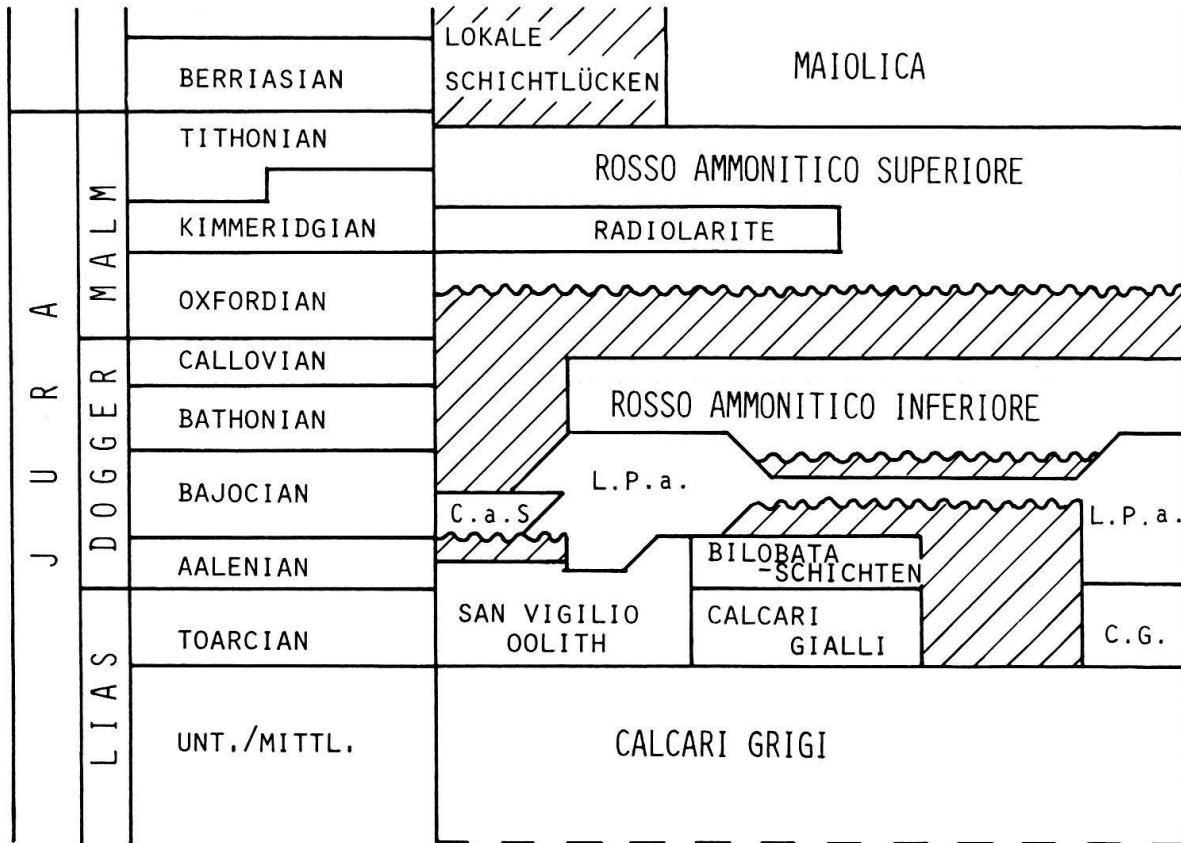 LOKALE
SCHICHTLÜCKEN
MAIOLICA
BERRIASIAN
TITHONIAN
ROSSO AMMONITICO SUPERIORE
KIMMERIDGIAN
RADIOLARITE
OXFORDIAN
CALLOVIAN
ROSSO AMMONITICO INFERIORE
BATHONIAN
L.P.a.
BAJOCIAN
C.a.S
L.P.a.
BILOBATA
-SCHICHTEN
AALENIAN
SAN VIGILIO
OOLITH
CALCARI
GIALLI
C.G.
TOARCIAN
UNT./MITTL.
CALCARI GRIGI
JURA
MALM
DOGGER
LIAS